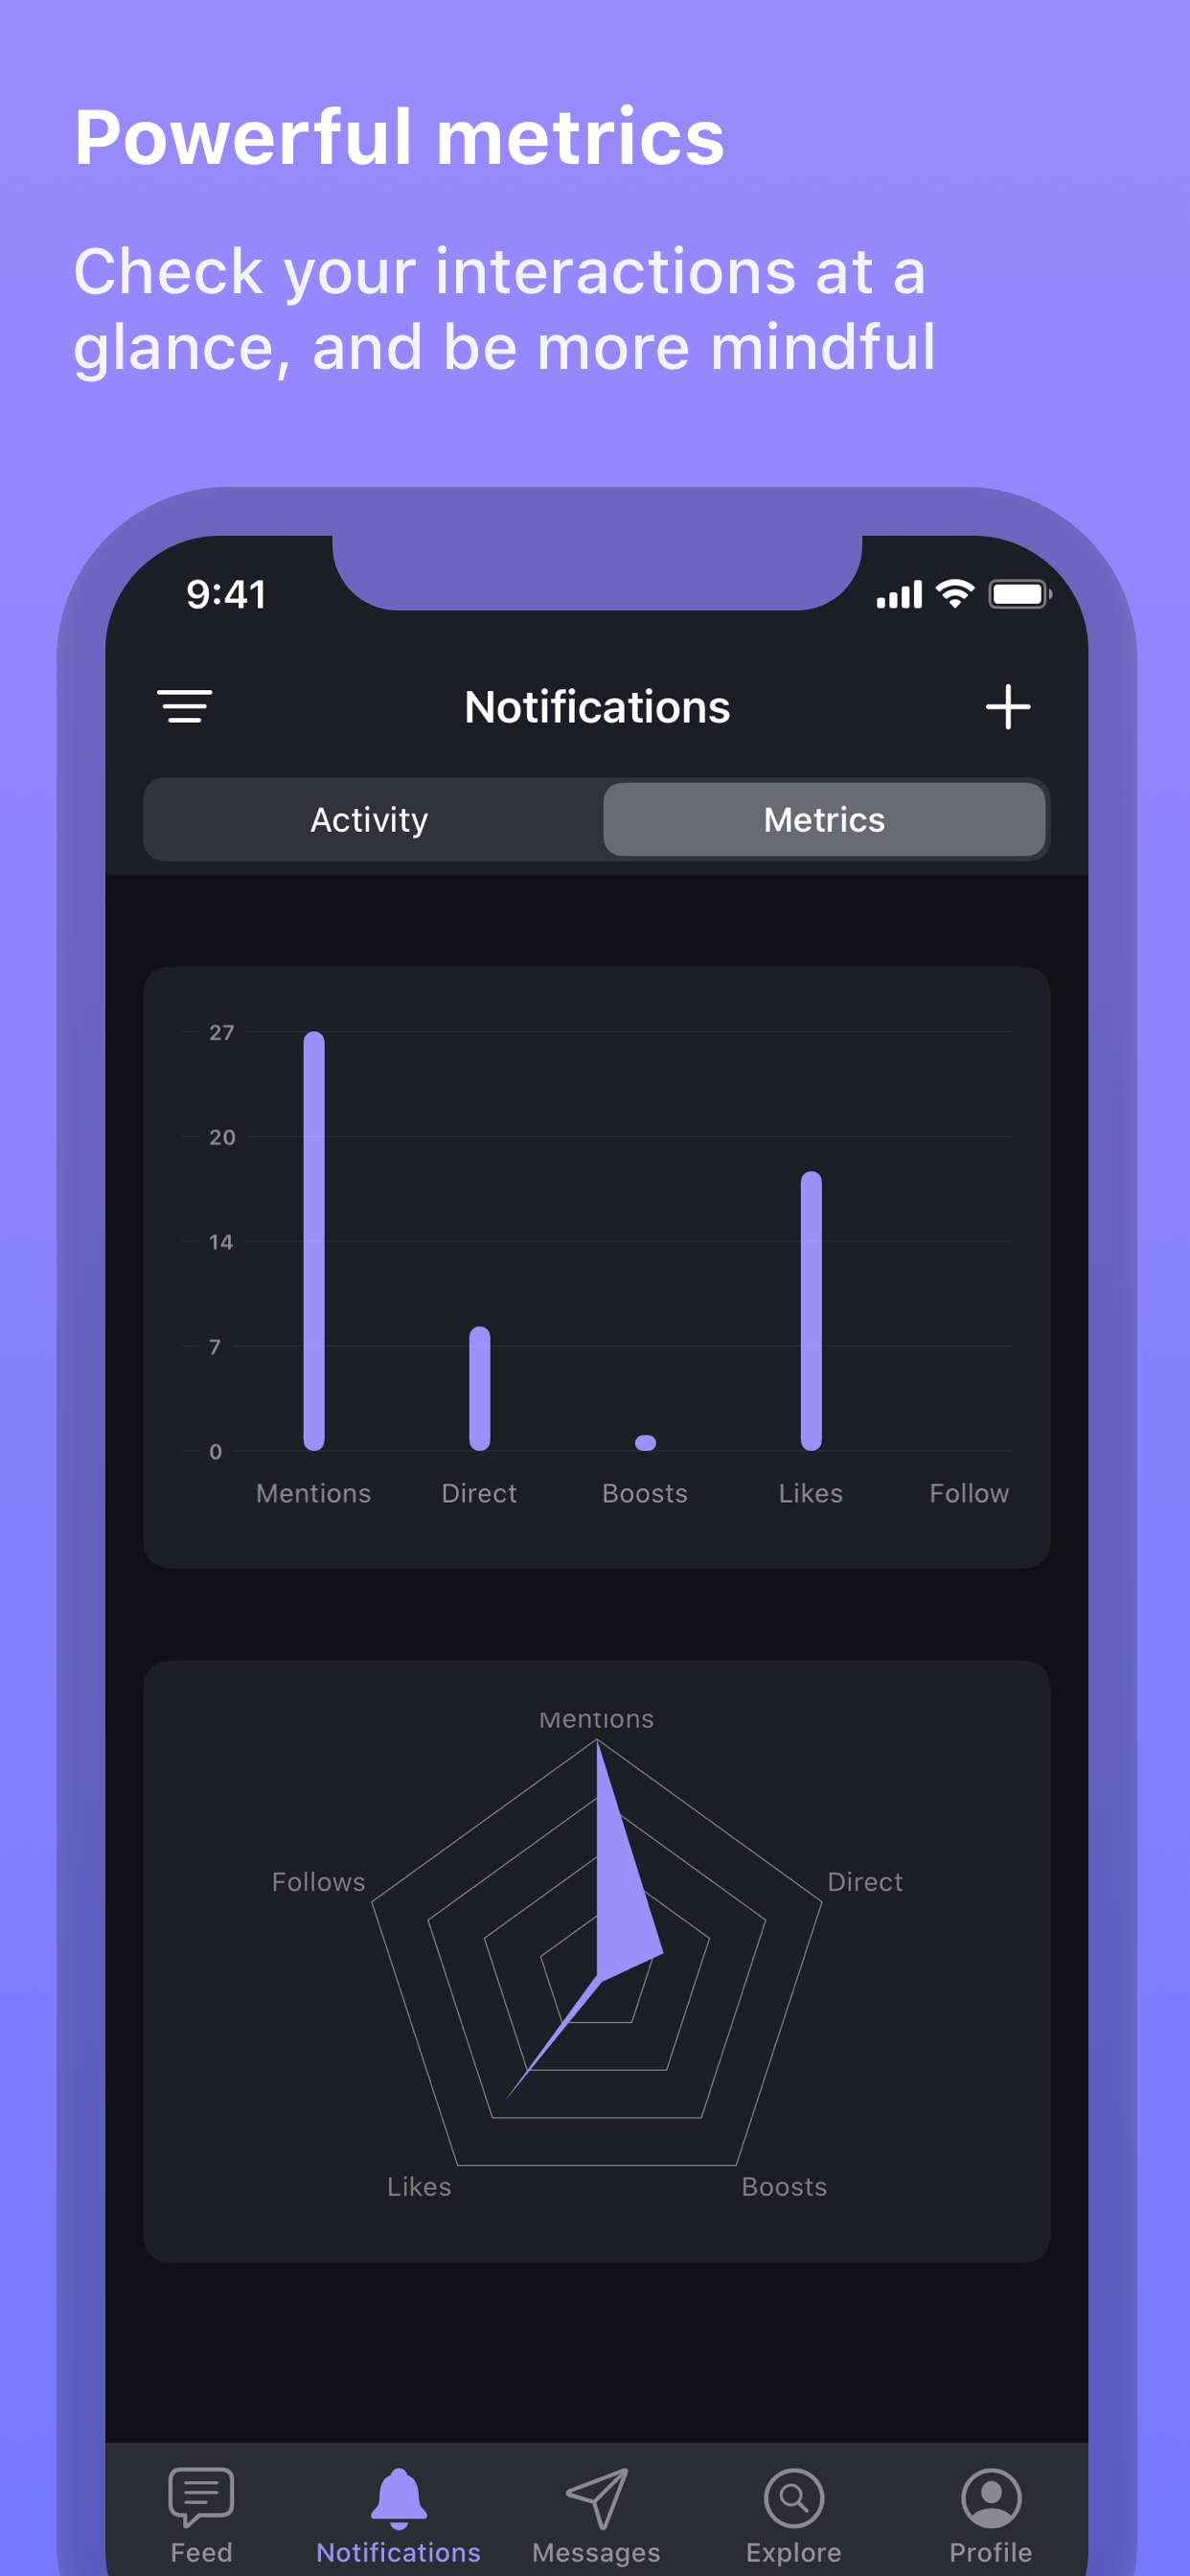 Powerful metrics
Check your interactions at a
glance, and be more mindful
9:41
Notifications
Activity Metrics
27
20
14
7
0
Mentions Direct Boosts Likes Follow
Mentions
Follows Direct
Likes Boosts
Feed Notifications Messages Explore Profile